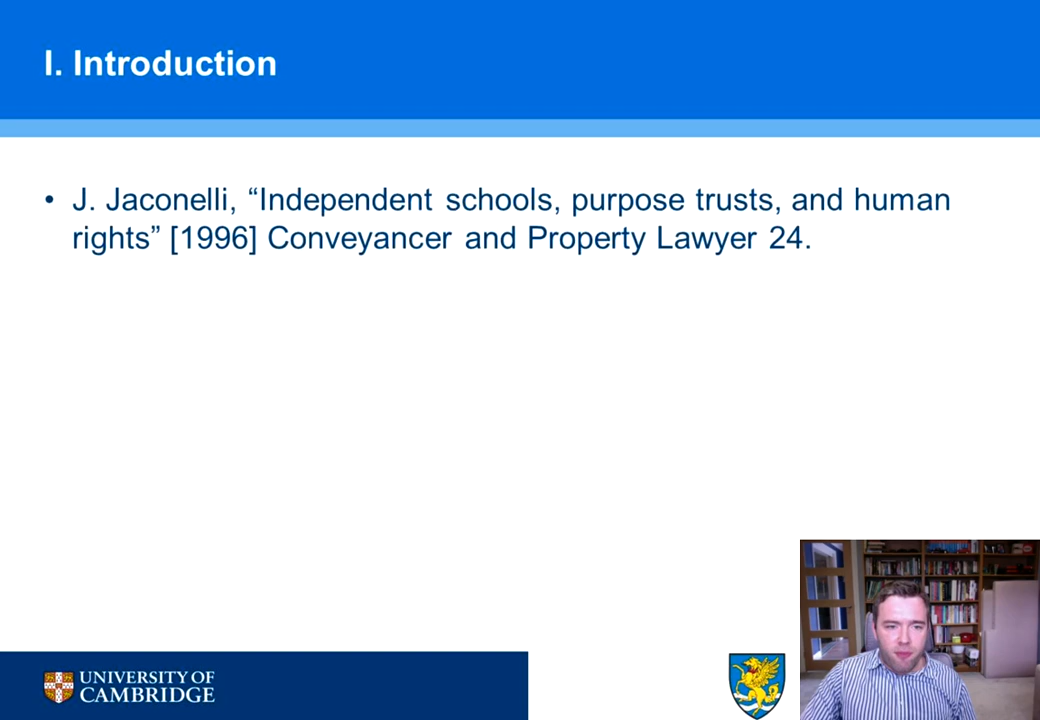 I. Introduction
• J. Jaconelli, “Independent schools, purpose trusts, and human
rights” [1996] Conveyancer and Property Lawyer 24.
UNIVERSITY OF
CAMBRIDGE